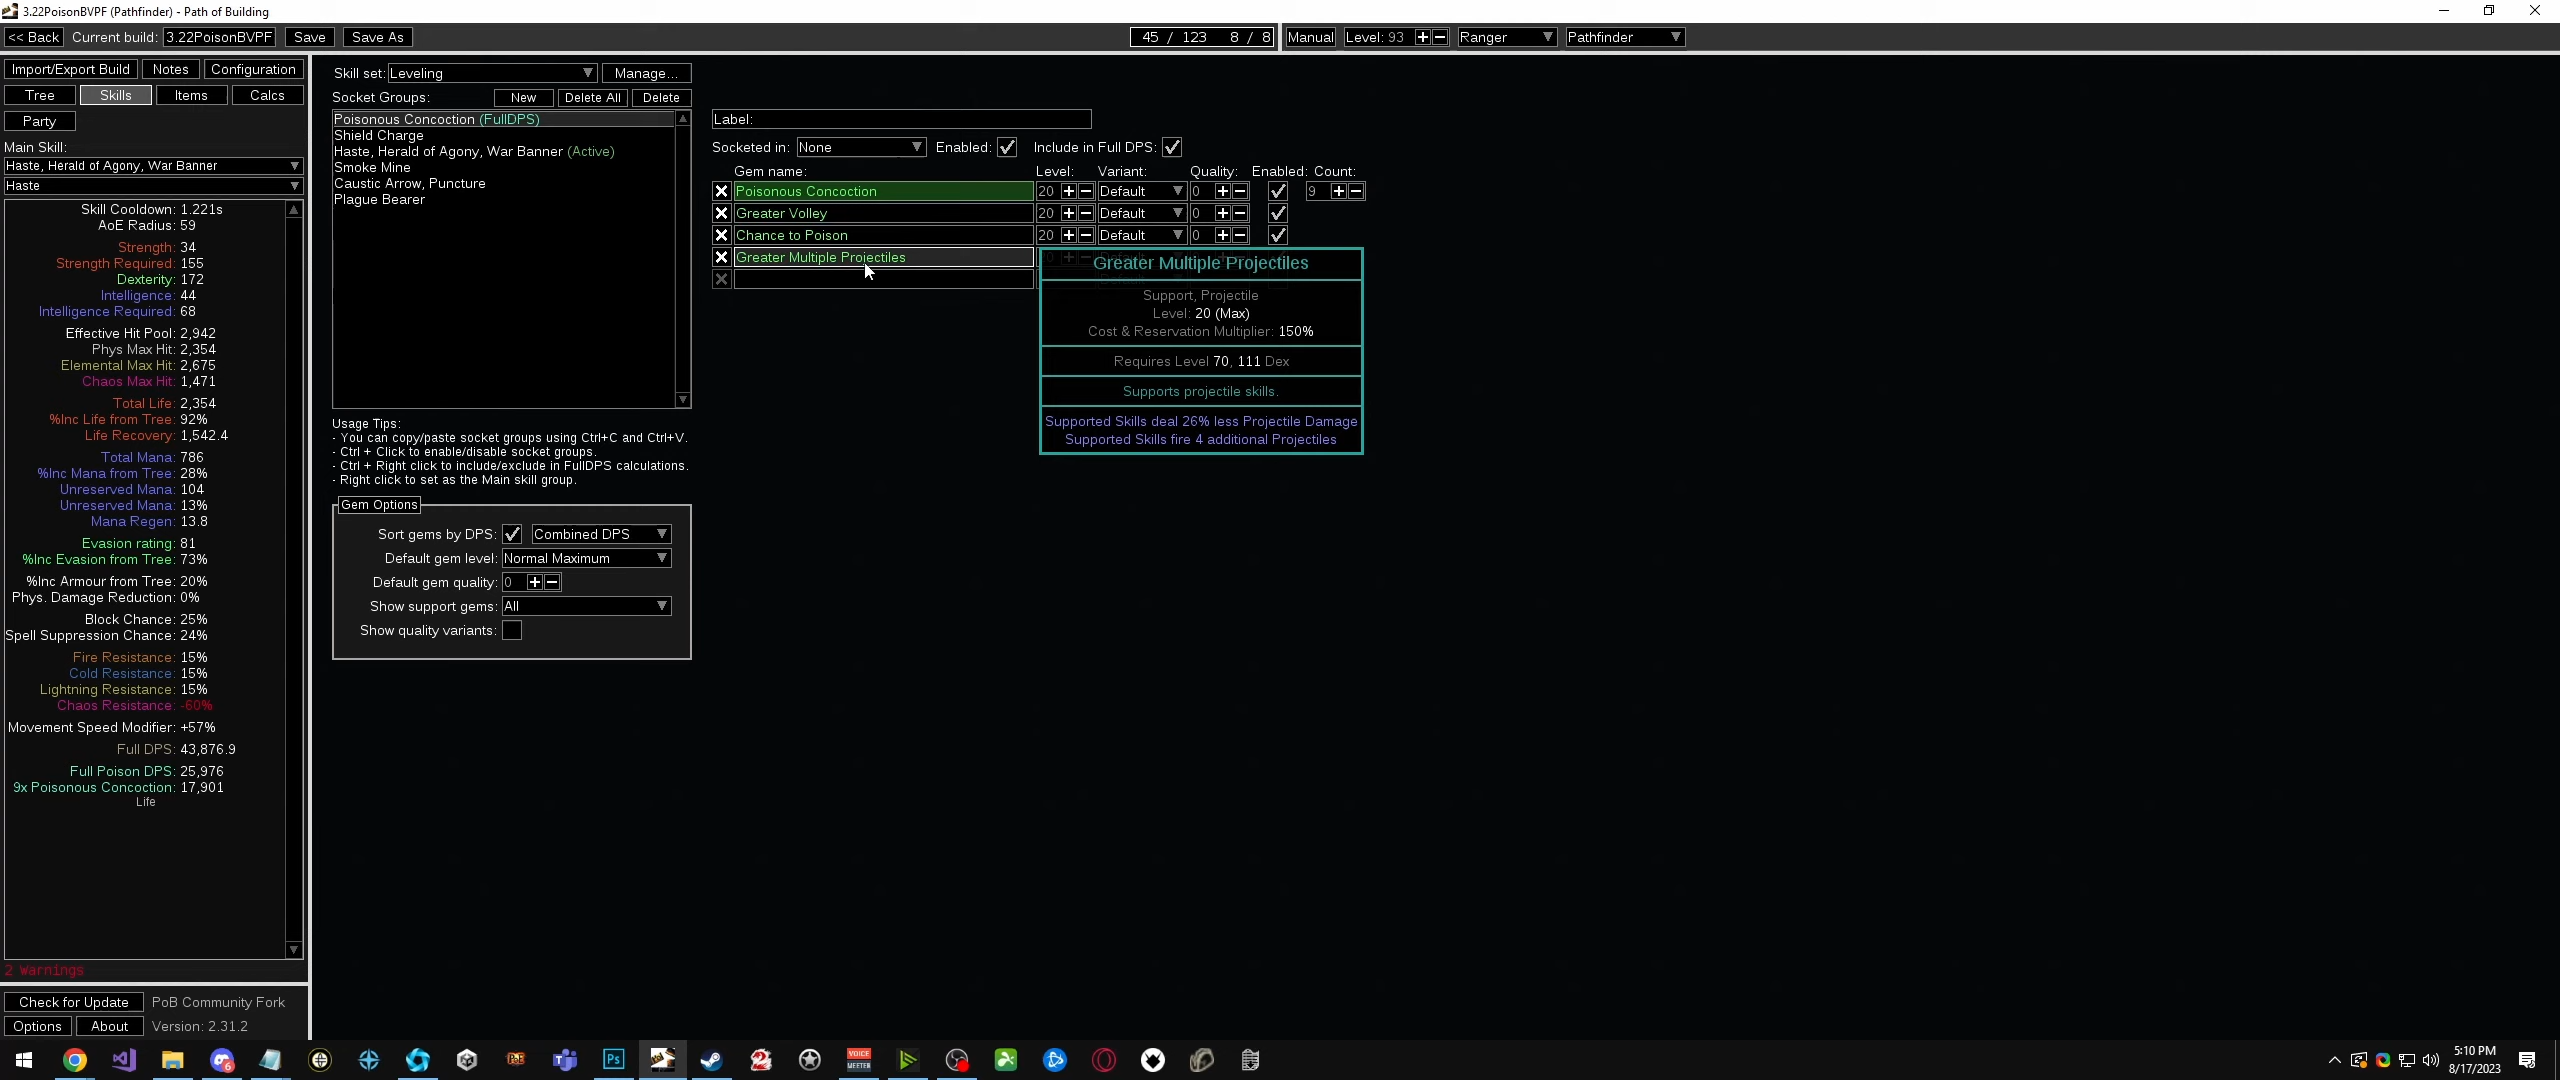 3.22PoisonBVPF (Pathfinder) - Path of Building
<< Back Current build: 3.22PoisonBVPF Save Save As 45 / 123 8 / 8 Manual Level: 93 Ranger Pathfinder
Import/Export Build Notes Configuration
Tree Skills Items Calcs
Party
Main Skill:
Haste, Herald of Agony, War Banner
Haste
Skill Cooldown: 1.221s
AoE Radius: 59
Strength: 34
Strength Required: 155
Dexterity: 172
Intelligence: 44
Intelligence Required: 68
Effective Hit Pool: 2,942
Phys Max Hit: 2,354
Elemental Max Hit: 2,675
Chaos Max Hit: 1,471
Total Life: 2,354
%Inc Life from Tree: 92%
Life Recovery: 1,542.4
Total Mana: 786
%Inc Mana from Tree: 28%
Unreserved Mana: 104
Unreserved Mana: 13%
Mana Regen: 13.8
Evasion rating: 81
%Inc Evasion from Tree: 73%
%Inc Armour from Tree: 20%
Phys. Damage Reduction: 0%
Block Chance: 25%
Spell Suppression Chance: 24%
Fire Resistance: 15%
Cold Resistance: 15%
Lightning Resistance: 15%
Chaos Resistance: -60%
Movement Speed Modifier: +57%
Full DPS: 43,876.9
Full Poison DPS: 25,976
9x Poisonous Concoction: 17,901
Life
2 Warnings
Check for Update PoB Community Fork
Options About Version: 2.31.2
Skill set: Leveling Manage...
Socket Groups: New Delete All Delete
Poisonous Concoction (FullDPS)
Shield Charge
Haste, Herald of Agony, War Banner (Active)
Smoke Mine
Caustic Arrow, Puncture
Plague Bearer
Usage Tips:
- You can copy/paste socket groups using Ctrl+C and Ctrl+V.
- Ctrl + Click to enable/disable socket groups.
- Ctrl + Right click to include/exclude in FullDPS calculations.
- Right click to set as the Main skill group.
Gem Options
Sort gems by DPS: Combined DPS
Default gem level: Normal Maximum
Default gem quality: 0
Show support gems: All
Show quality variants:
Label:
Socketed in: None Enabled: Include in Full DPS:
Gem name: Level: Variant: Quality: Enabled: Count:
Poisonous Concoction 20 Default 0 9
Greater Volley 20 Default 0
Chance to Poison 20 Default 0
Greater Multiple Projectiles
Greater Multiple Projectiles
Support, Projectile
Level: 20 (Max)
Cost & Reservation Multiplier: 150%
Requires Level 70, 111 Dex
Supports projectile skills.
Supported Skills deal 26% less Projectile Damage
Supported Skills fire 4 additional Projectiles
6 Ps VOICE MEETER
5:10 PM
8/17/2023